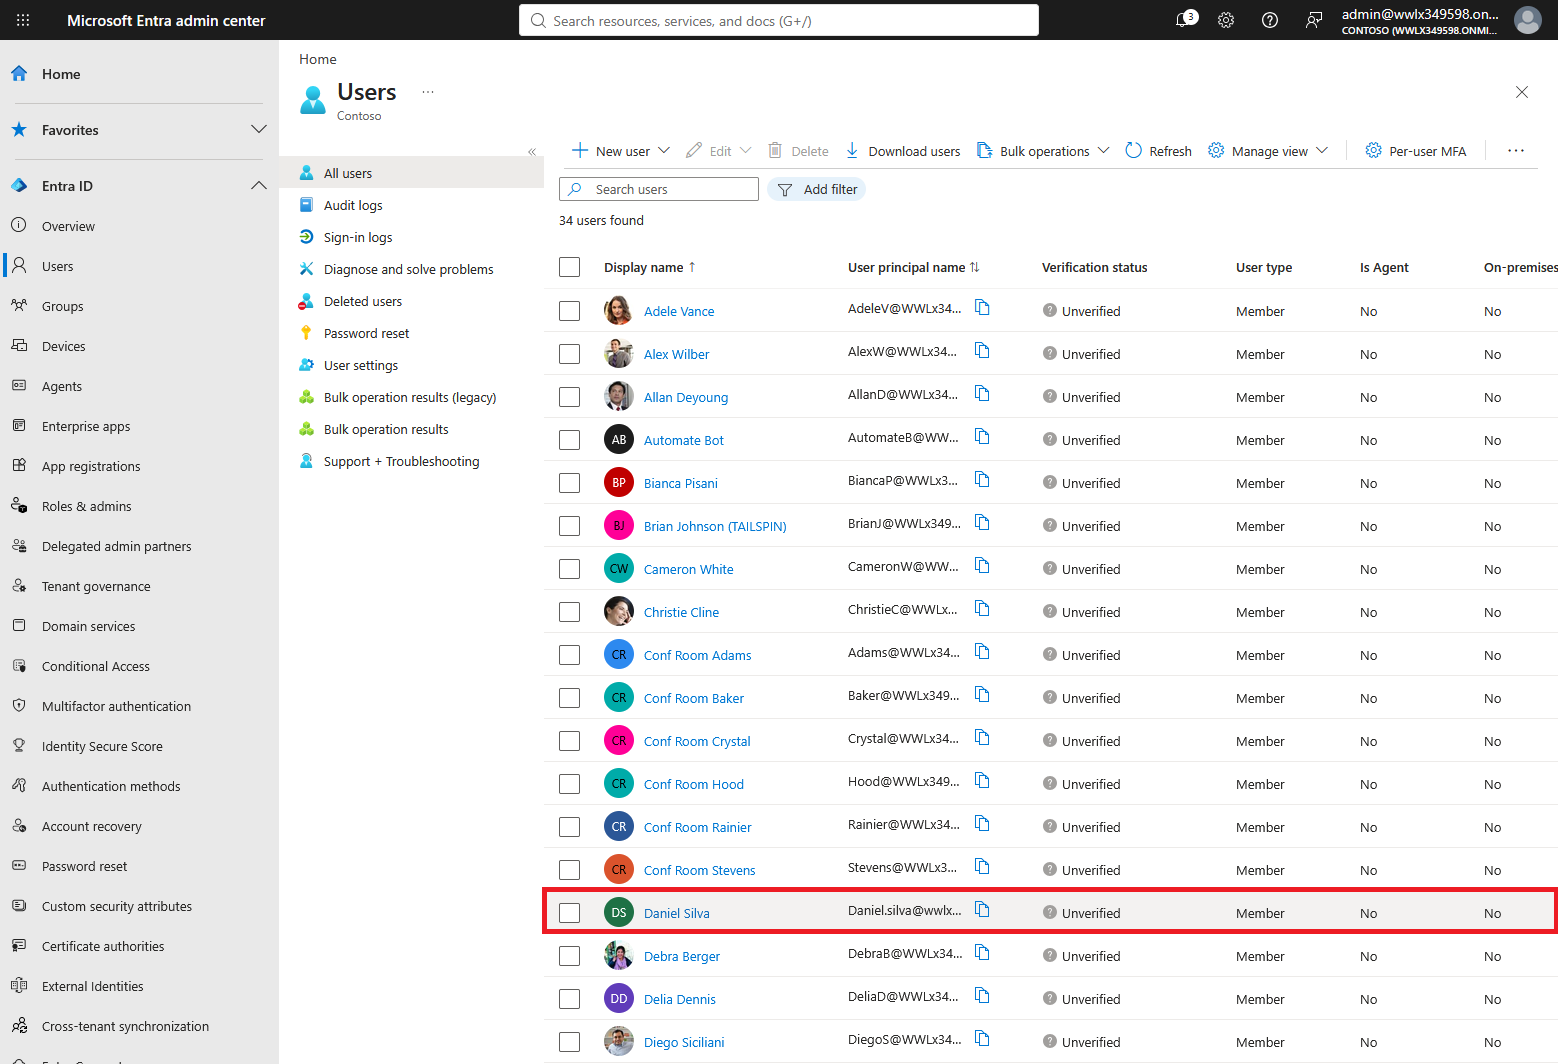 Microsoft Entra admin center
Search resources, services, and docs (G+/)
3
admin@wwlx349598.on...
CONTOSO (WWLX349598.ONMI...
Home
Favorites
Entra ID
Overview
Users
Groups
Devices
Agents
Enterprise apps
App registrations
Roles & admins
Delegated admin partners
Tenant governance
Domain services
Conditional Access
Multifactor authentication
Identity Secure Score
Authentication methods
Account recovery
Password reset
Custom security attributes
Certificate authorities
External Identities
Cross-tenant synchronization
Home
Users ...
Contoso
All users
Audit logs
Sign-in logs
Diagnose and solve problems
Deleted users
Password reset
User settings
Bulk operation results (legacy)
Bulk operation results
Support + Troubleshooting
New user Edit Delete Download users Bulk operations Refresh Manage view Per-user MFA ...
Search users Add filter
34 users found
Display name ↑ User principal name ↑↓ Verification status User type Is Agent On-premises
Adele Vance AdeleV@WWLx34... Unverified Member No No
Alex Wilber AlexW@WWLx34... Unverified Member No No
Allan Deyoung AllanD@WWLx34... Unverified Member No No
AB Automate Bot AutomateB@WW... Unverified Member No No
BP Bianca Pisani BiancaP@WWLx3... Unverified Member No No
BJ Brian Johnson (TAILSPIN) BrianJ@WWLx349... Unverified Member No No
CW Cameron White CameronW@WW... Unverified Member No No
Christie Cline ChristieC@WWLx... Unverified Member No No
CR Conf Room Adams Adams@WWLx34... Unverified Member No No
CR Conf Room Baker Baker@WWLx349... Unverified Member No No
CR Conf Room Crystal Crystal@WWLx34... Unverified Member No No
CR Conf Room Hood Hood@WWLx349... Unverified Member No No
CR Conf Room Rainier Rainier@WWLx34... Unverified Member No No
CR Conf Room Stevens Stevens@WWLx3... Unverified Member No No
DS Daniel Silva Daniel.silva@wwlx... Unverified Member No No
Debra Berger DebraB@WWLx34... Unverified Member No No
DD Delia Dennis DeliaD@WWLx34... Unverified Member No No
Diego Siciliani DiegoS@WWLx34... Unverified Member No No